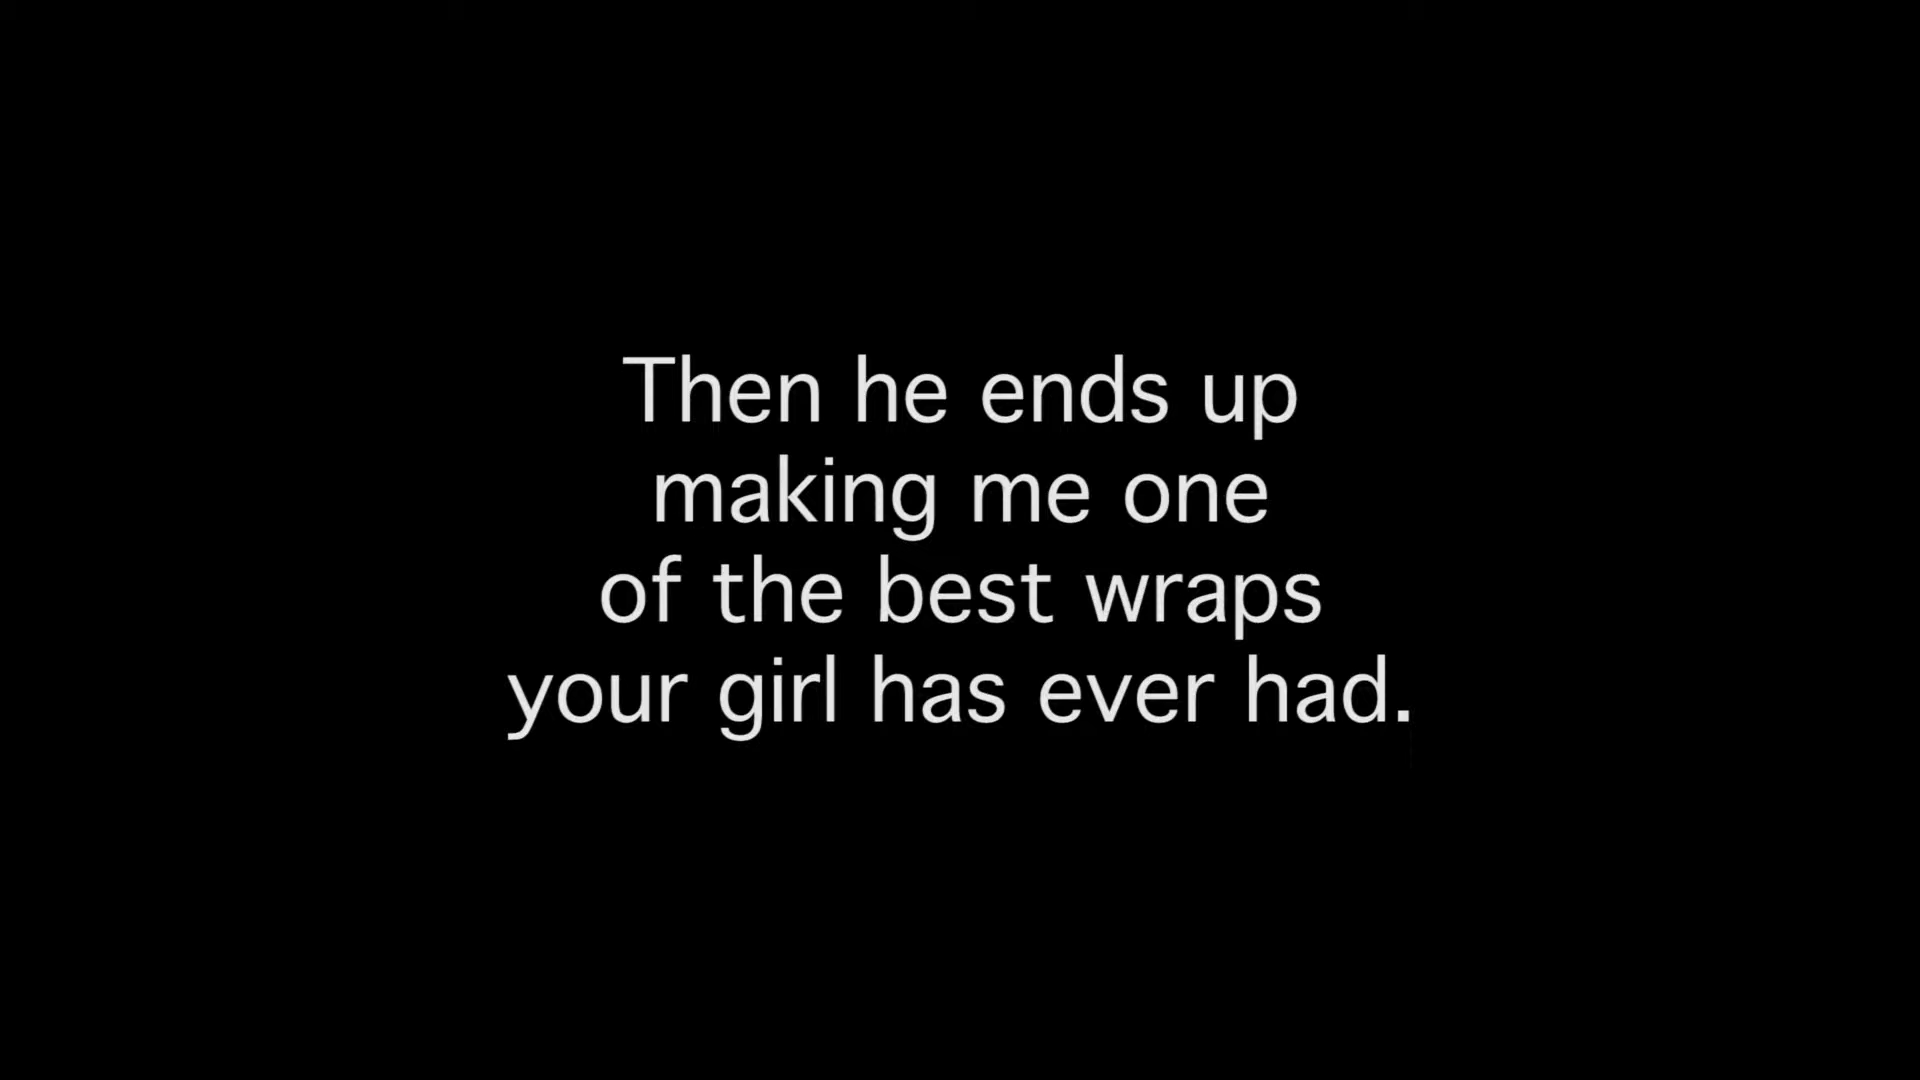 Then he ends up
making me one
of the best wraps
your girl has ever had.